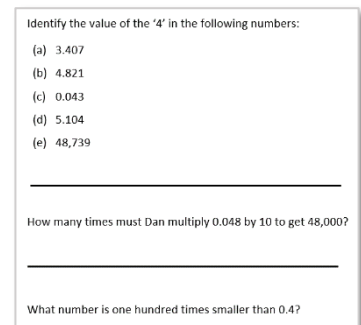 Identify the value of the ‘4’ in the following numbers:
(a) 3.407
(b) 4.821
(c) 0.043
(d) 5.104
(e) 48,739
How many times must Dan multiply 0.048 by 10 to get 48,000?
What number is one hundred times smaller than 0.4?